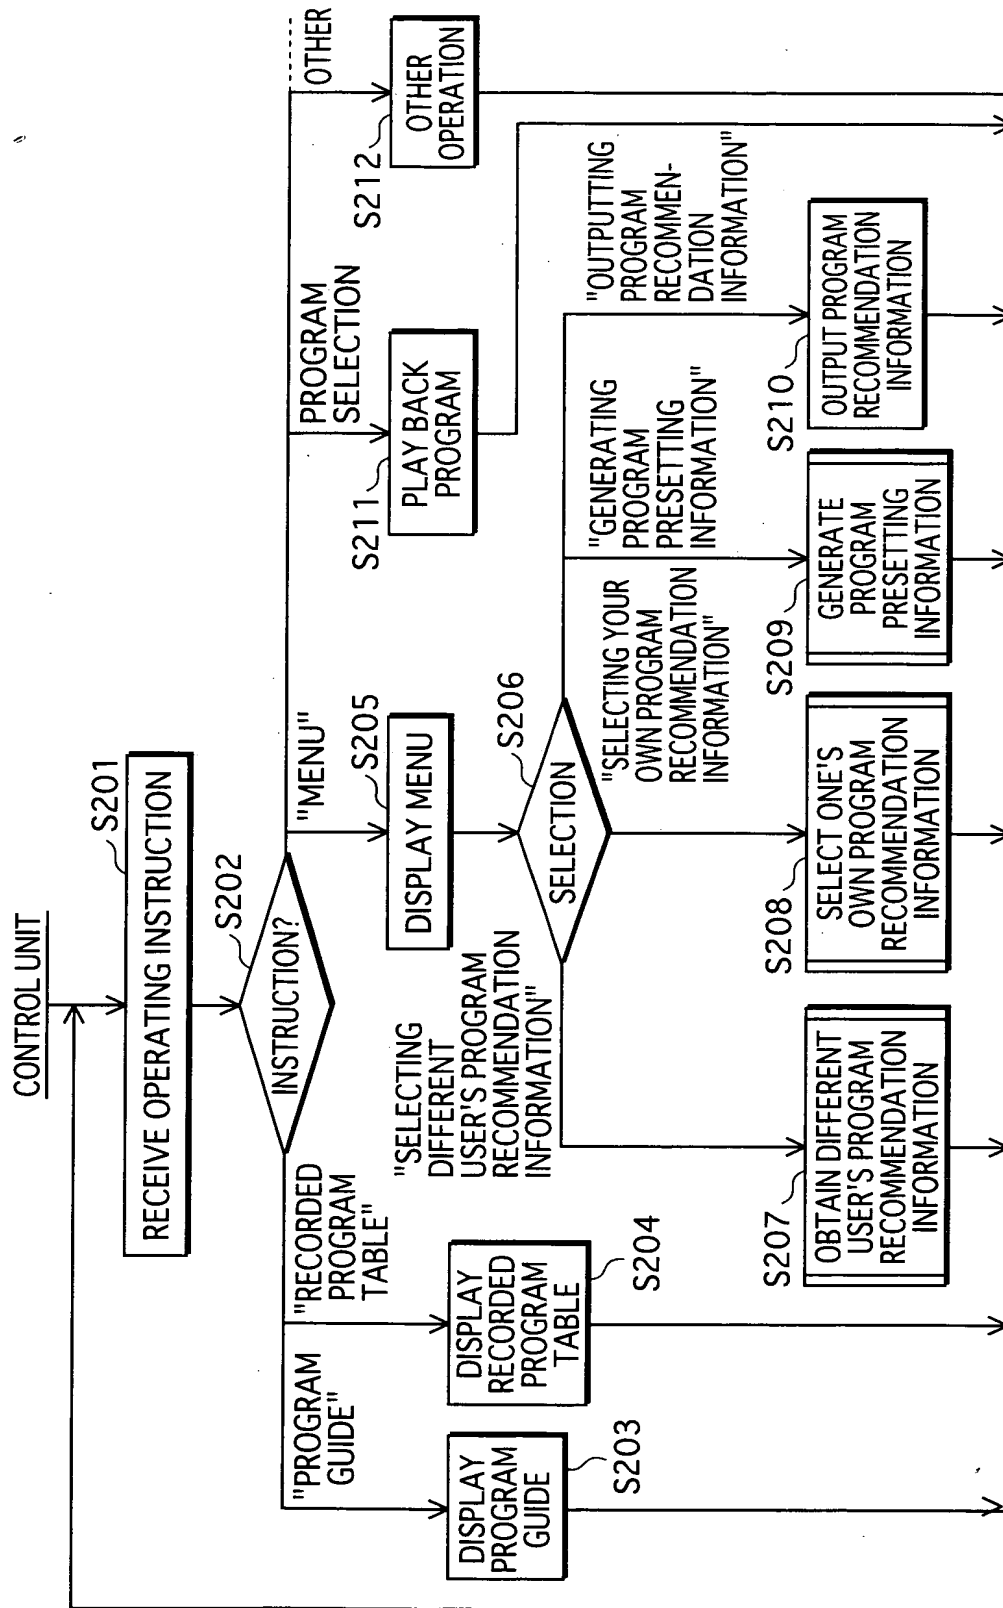 CONTROL UNIT
S201
RECEIVE OPERATING INSTRUCTION
S202
INSTRUCTION?
"PROGRAM
GUIDE"
"RECORDED
PROGRAM
TABLE"
"MENU"
PROGRAM
SELECTION
OTHER
DISPLAY
PROGRAM
GUIDE
S203
DISPLAY
RECORDED
PROGRAM
TABLE
S204
S205
DISPLAY MENU
S211
PLAY BACK
PROGRAM
S212
OTHER
OPERATION
S206
SELECTION
"SELECTING
DIFFERENT
USER'S PROGRAM
RECOMMENDATION
INFORMATION"
"SELECTING YOUR
OWN PROGRAM
RECOMMENDATION
INFORMATION"
"GENERATING
PROGRAM
PRESETTING
INFORMATION"
"OUTPUTTING
PROGRAM
RECOMMEN-
DATION
INFORMATION"
S207
OBTAIN DIFFERENT
USER'S PROGRAM
RECOMMENDATION
INFORMATION
S208
SELECT ONE'S
OWN PROGRAM
RECOMMENDATION
INFORMATION
S209
GENERATE
PROGRAM
PRESETTING
INFORMATION
S210
OUTPUT PROGRAM
RECOMMENDATION
INFORMATION